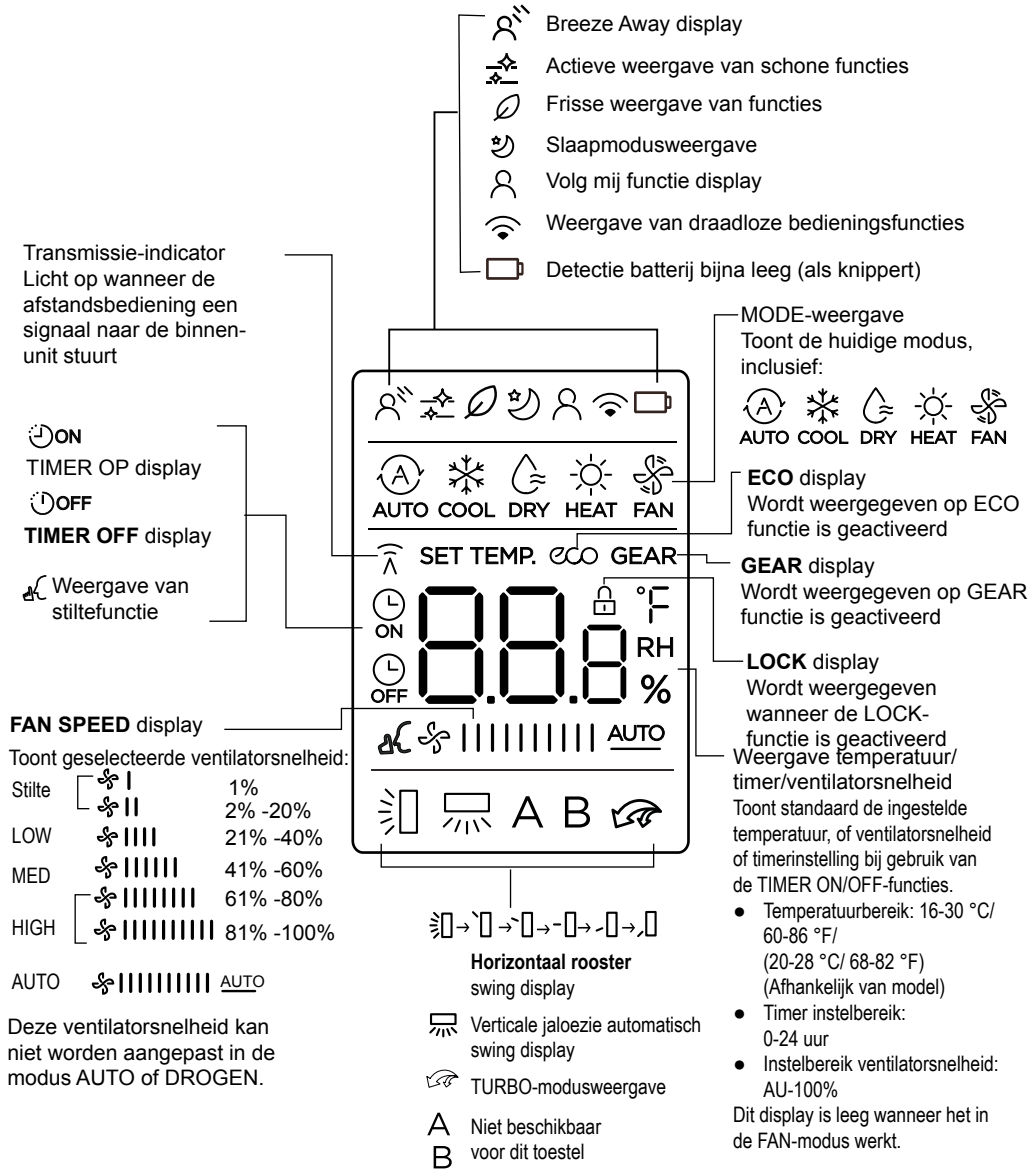 Breeze Away display
Actieve weergave van schone functies
Frisse weergave van functies
Slaapmodusweergave
Volg mij functie display
Weergave van draadloze bedieningsfuncties
Detectie batterij bijna leeg (als knippert)
Transmissie-indicator
Licht op wanneer de
afstandsbediening een
signaal naar de binnen-
unit stuurt
ON
TIMER OP display
OFF
TIMER OFF display
Weergave van
stiltefunctie
FAN SPEED display
Toont geselecteerde ventilatorsnelheid:
Stilte
1%
2% -20%
LOW 21% -40%
MED 41% -60%
61% -80%
HIGH 81% -100%
AUTO AUTO
Deze ventilatorsnelheid kan
niet worden aangepast in de
modus AUTO of DROGEN.
A
AUTO COOL DRY HEAT FAN
SET TEMP. eco GEAR
ON
88.8
°F
RH
OFF
%
AUTO
A B
Horizontaal rooster
swing display
Verticale jaloezie automatisch
swing display
TURBO-modusweergave
A Niet beschikbaar
B voor dit toestel
MODE-weergave
Toont de huidige modus,
inclusief:
A
AUTO COOL DRY HEAT FAN
ECO display
Wordt weergegeven op ECO
functie is geactiveerd
GEAR display
Wordt weergegeven op GEAR
functie is geactiveerd
LOCK display
Wordt weergegeven
wanneer de LOCK-
functie is geactiveerd
Weergave temperatuur/
timer/ventilatorsnelheid
Toont standaard de ingestelde
temperatuur, of ventilatorsnelheid
of timerinstelling bij gebruik van
de TIMER ON/OFF-functies.
● Temperatuurbereik: 16-30 °C/
60-86 °F/
(20-28 °C/ 68-82 °F)
(Afhankelijk van model)
● Timer instelbereik:
0-24 uur
● Instelbereik ventilatorsnelheid:
AU-100%
Dit display is leeg wanneer het in
de FAN-modus werkt.